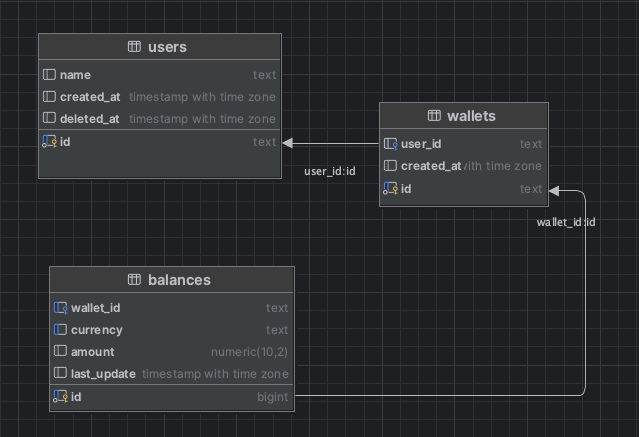 users
name text
created_at timestamp with time zone
deleted_at timestamp with time zone
id text
user_id:id
wallets
user_id text
created_at with time zone
id text
wallet_id:id
balances
wallet_id text
currency text
amount numeric(10,2)
last_update timestamp with time zone
id bigint